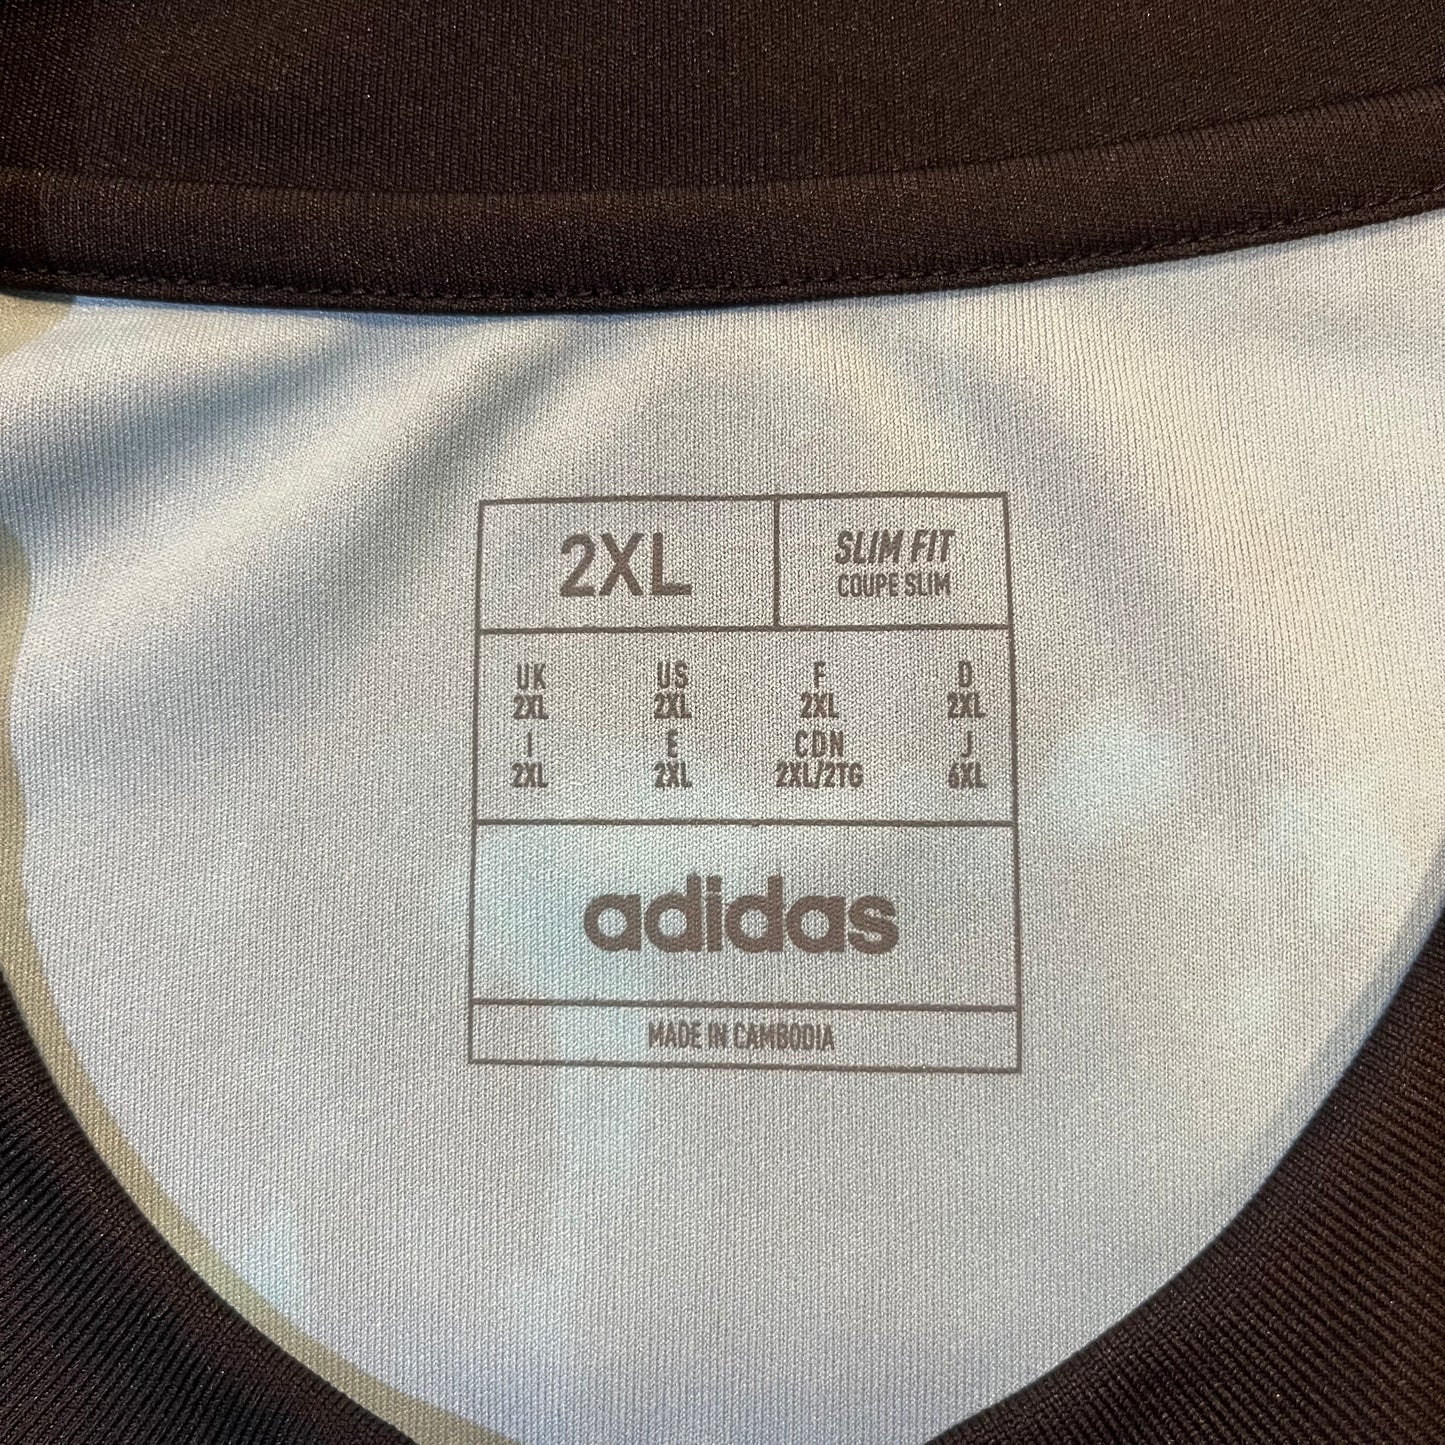 2XL
SLIM FIT
COUPE SLIM
UK US F D
2XL 2XL 2XL 2XL
I E CDN J
2XL 2XL 2XL/2TG 6XL
adidas
MADE IN CAMBODIA